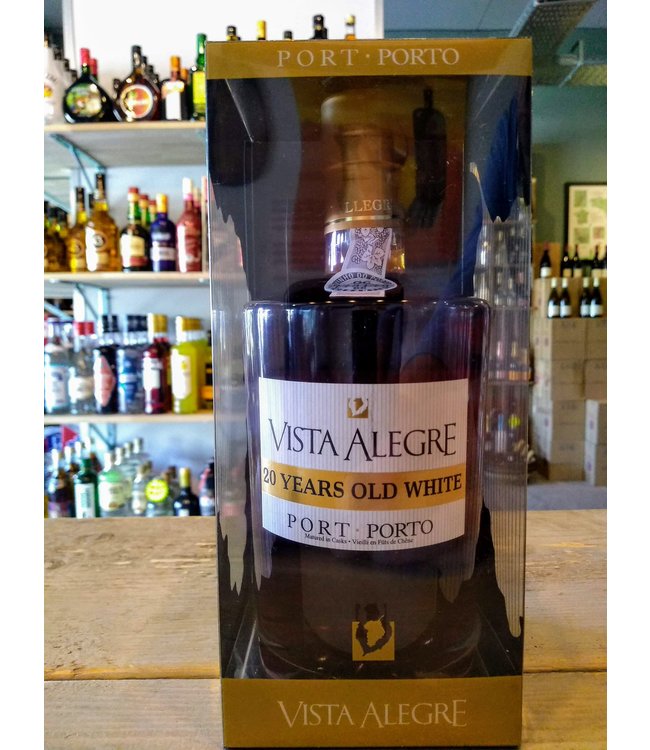 PORT · PORTO
LLEGR
VISTA ALEGRE
20 YEARS OLD WHITE
PORT · PORTO
Matured in Casks • Vieilli en Fûts de Chêne
VISTA ALEGRE